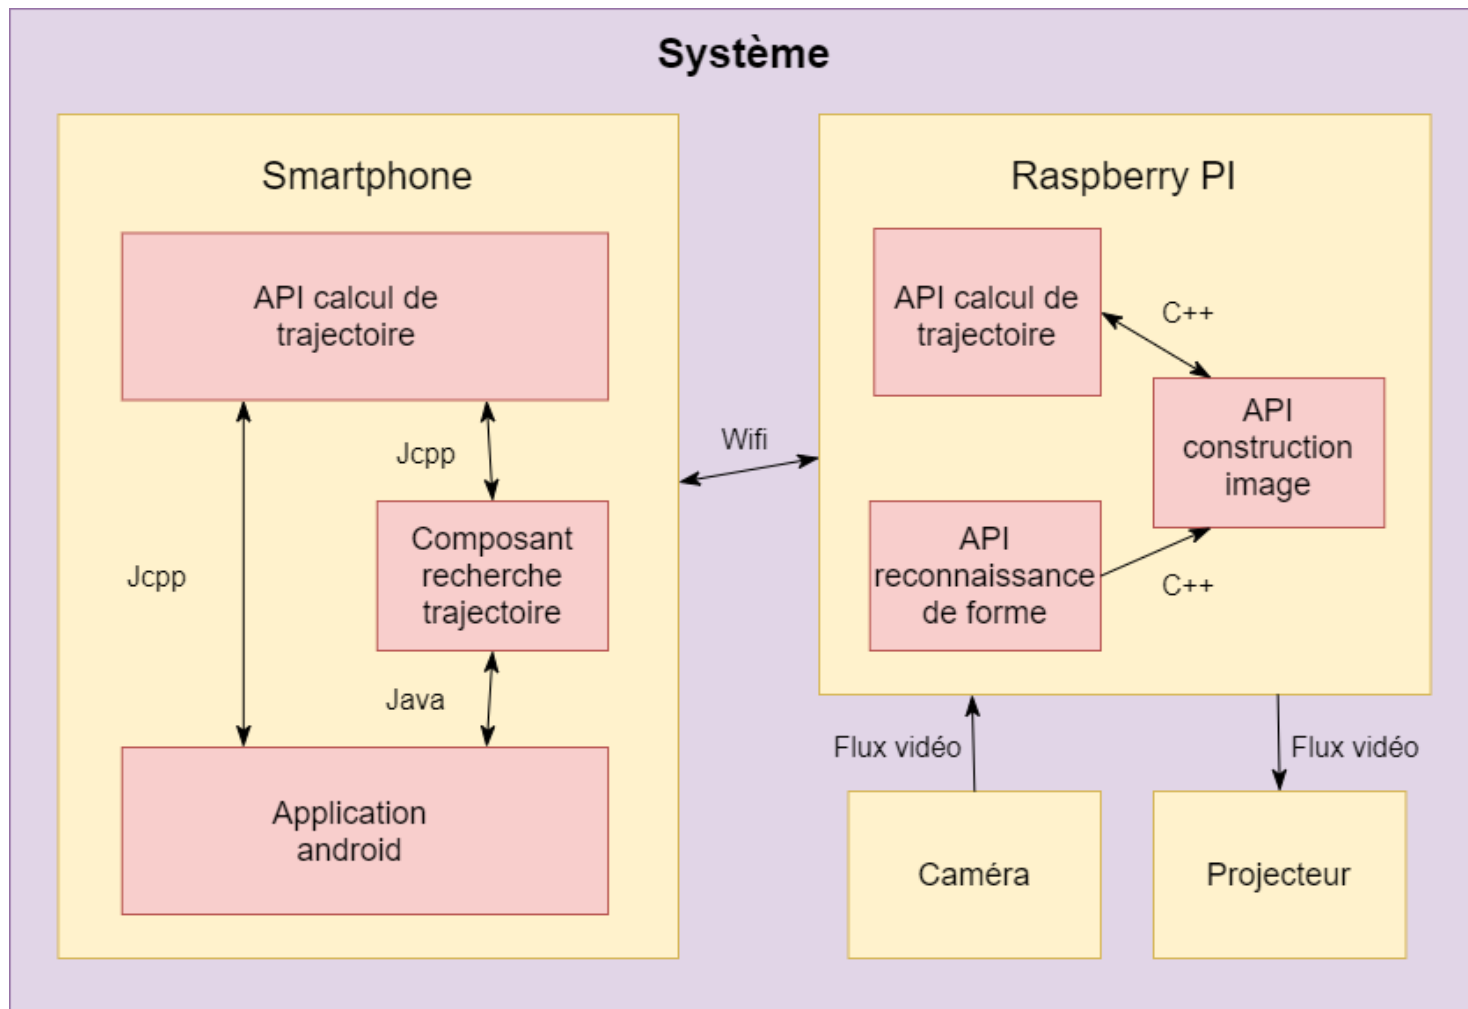 Système
Smartphone
API calcul de
trajectoire
Jcpp
Jcpp
Composant
recherche
trajectoire
Java
Application
android
Wifi
Raspberry PI
API calcul de
trajectoire
C++
API
construction
image
API
reconnaissance
de forme
C++
Flux vidéo
Flux vidéo
Caméra
Projecteur